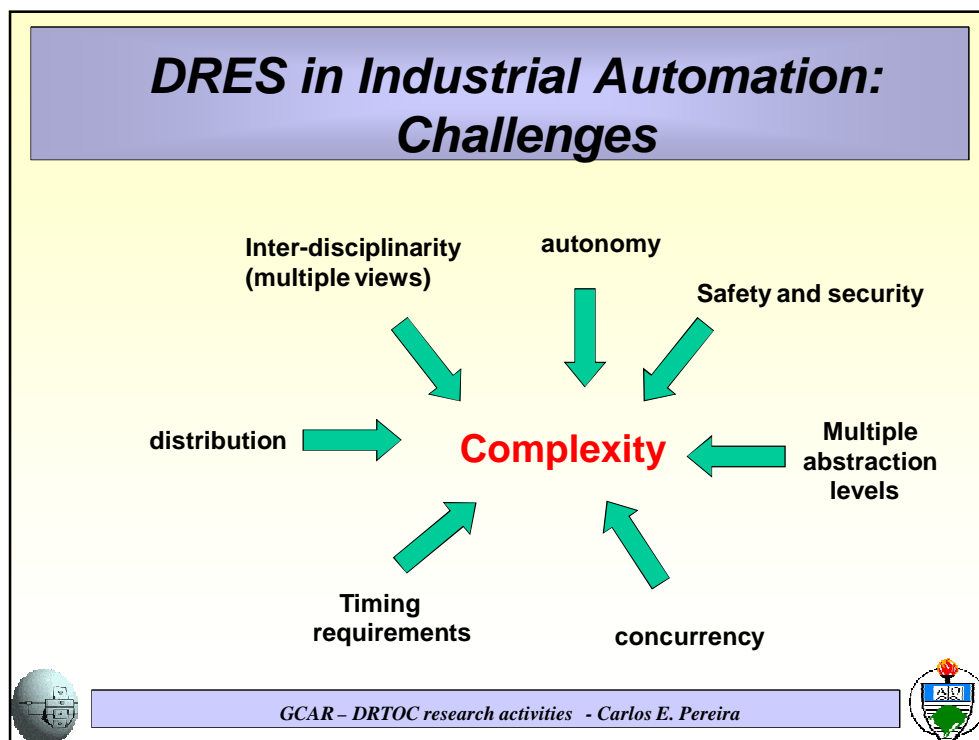 DRES in Industrial Automation:
Challenges
Inter-disciplinarity
(multiple views)
autonomy
Safety and security
distribution
Complexity
Multiple
abstraction
levels
Timing
requirements
concurrency
GCAR – DRTOC research activities - Carlos E. Pereira